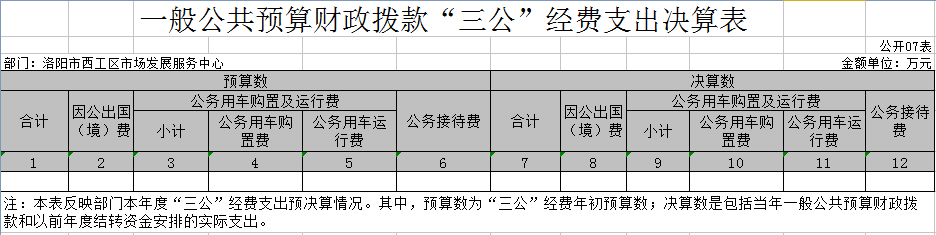 一般公共预算财政拨款“三公”经费支出决算表
公开07表
部门：洛阳市西工区市场发展服务中心 金额单位：万元
预算数 决算数
合计 因公出国（境）费 公务用车购置及运行费 公务接待费 合计 因公出国（境）费 公务用车购置及运行费 公务接待费
小计 公务用车购置费 公务用车运行费 小计 公务用车购置费 公务用车运行费
1 2 3 4 5 6 7 8 9 10 11 12
注：本表反映部门本年度“三公”经费支出预决算情况。其中，预算数为“三公”经费年初预算数；决算数是包括当年一般公共预算财政拨
款和以前年度结转资金安排的实际支出。